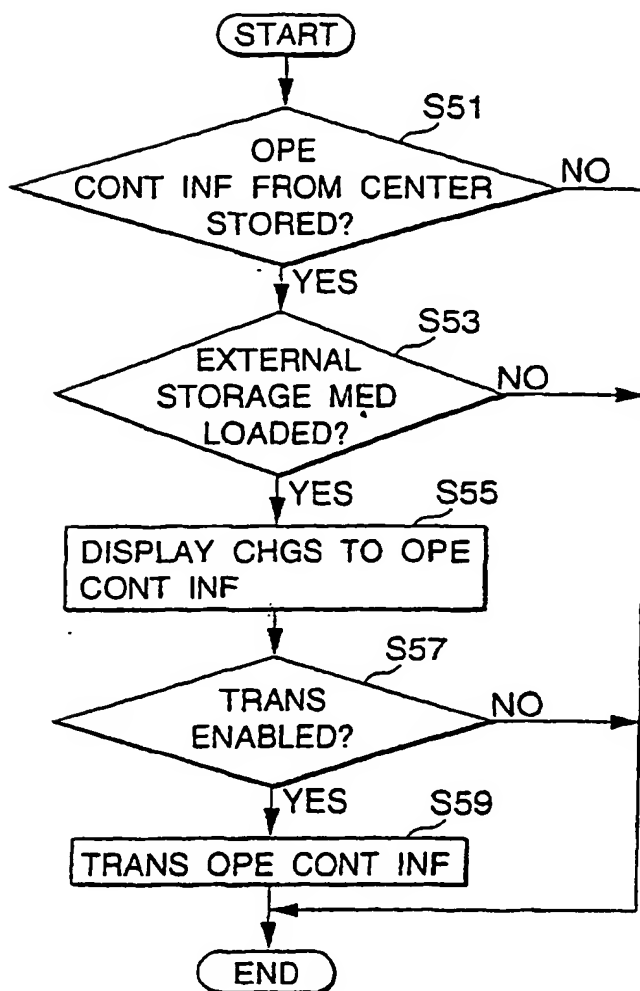 START
S51
OPE
CONT INF FROM CENTER
STORED?
NO
YES
S53
EXTERNAL
STORAGE MED
LOADED?
NO
YES
S55
DISPLAY CHGS TO OPE
CONT INF
S57
TRANS
ENABLED?
NO
YES
S59
TRANS OPE CONT INF
END